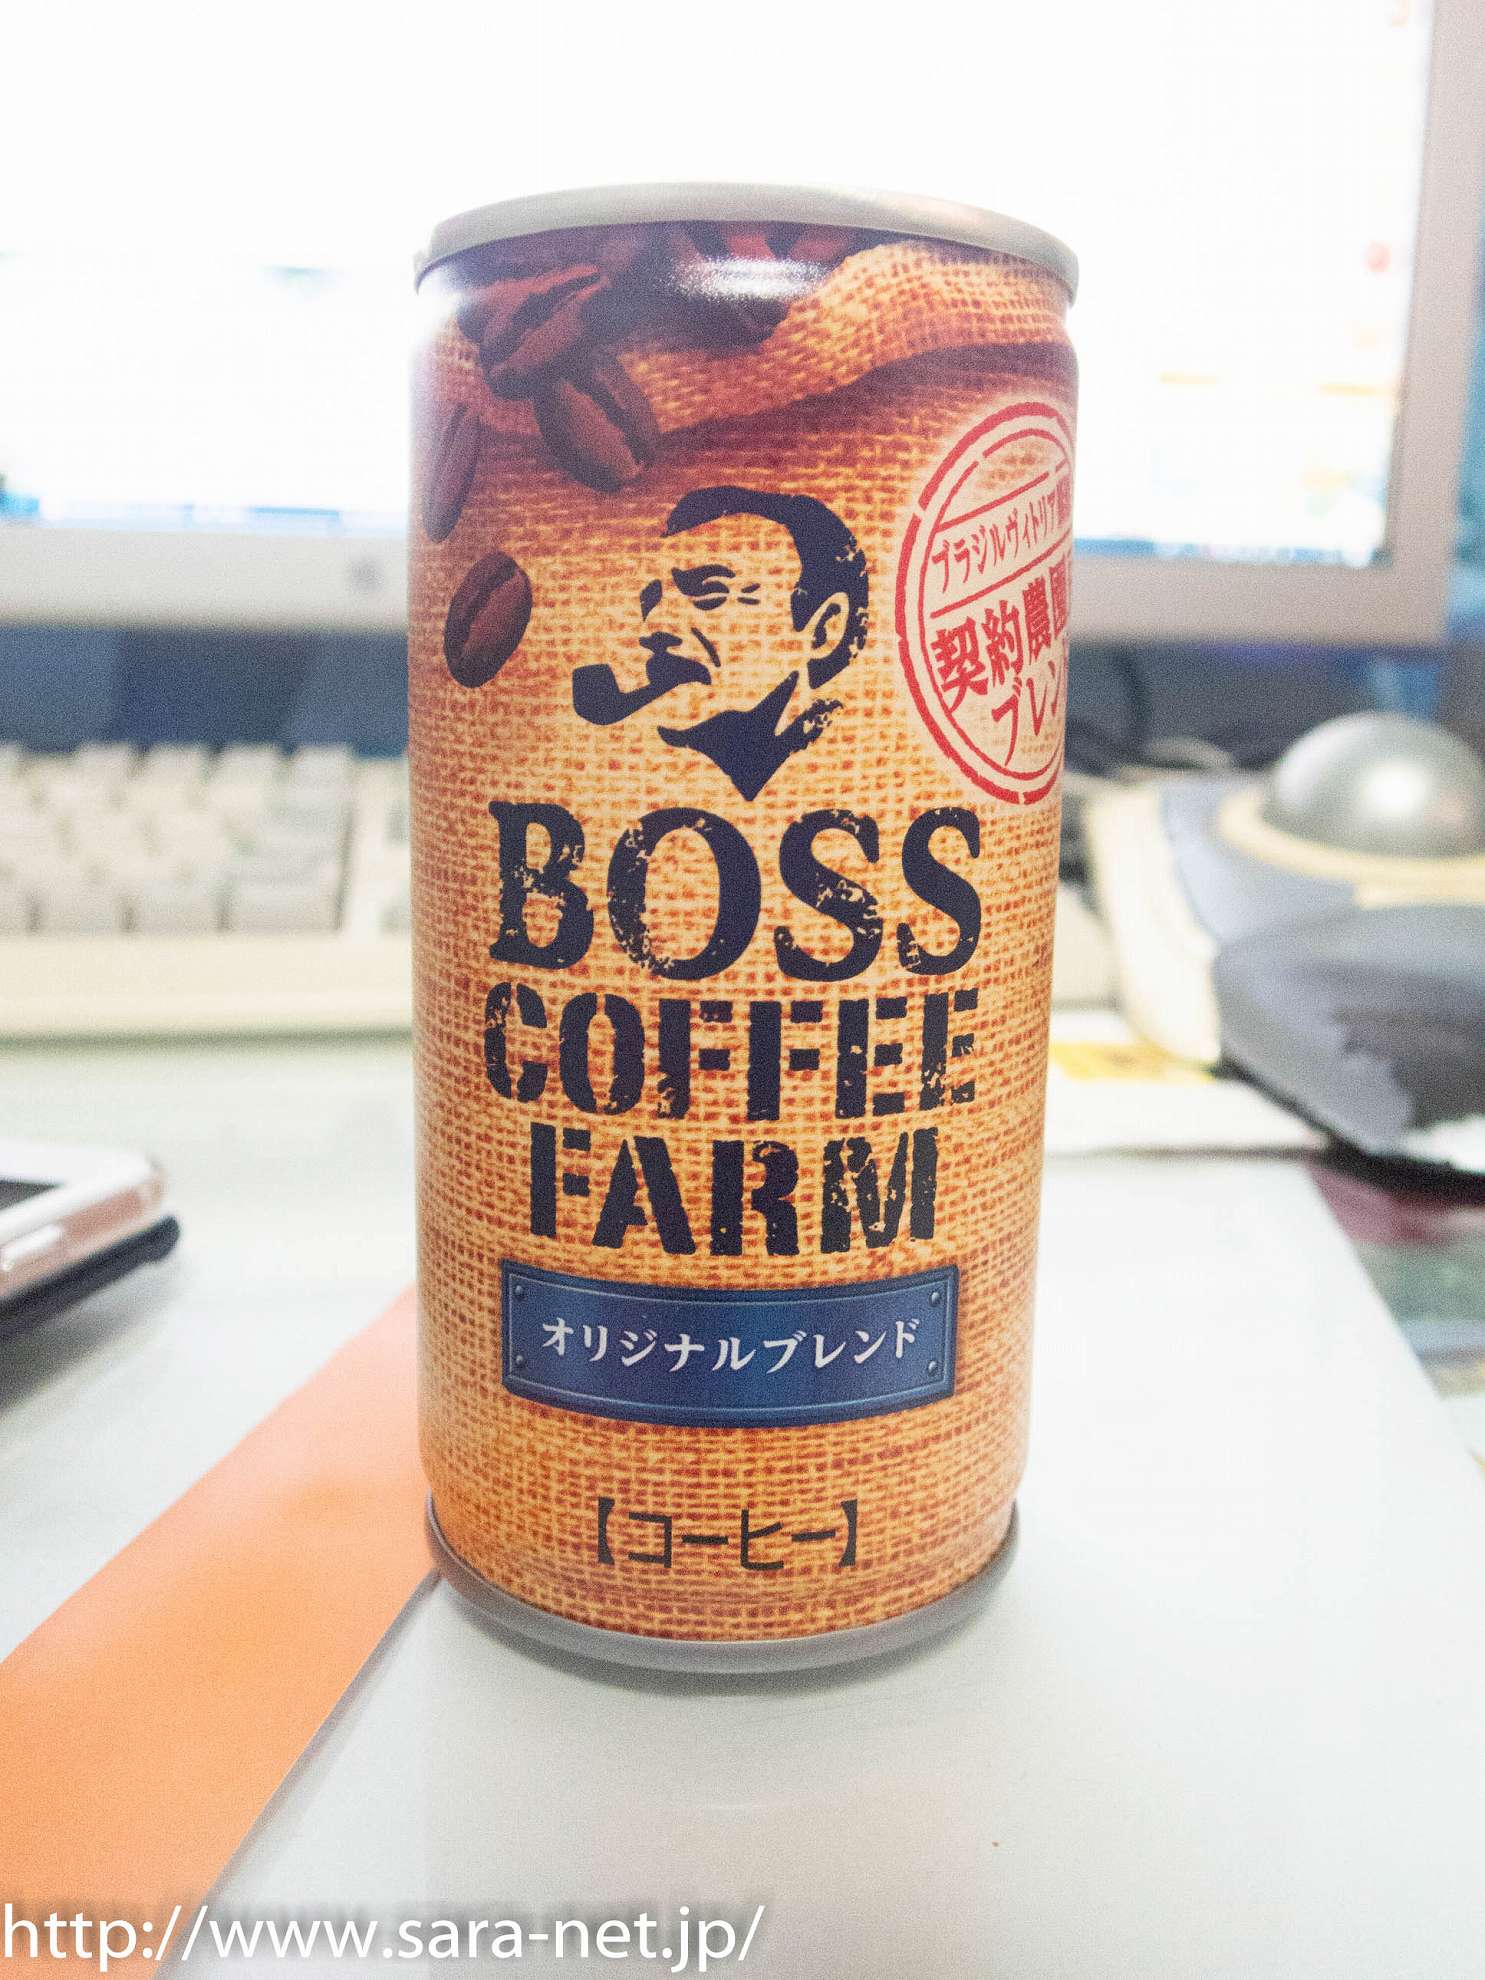 ブラジルヴィトリア
契約農園
ブレンド
BOSS
COFFEE
FARM
オリジナルブレンド
【コーヒー】
http://www.sara-net.jp/